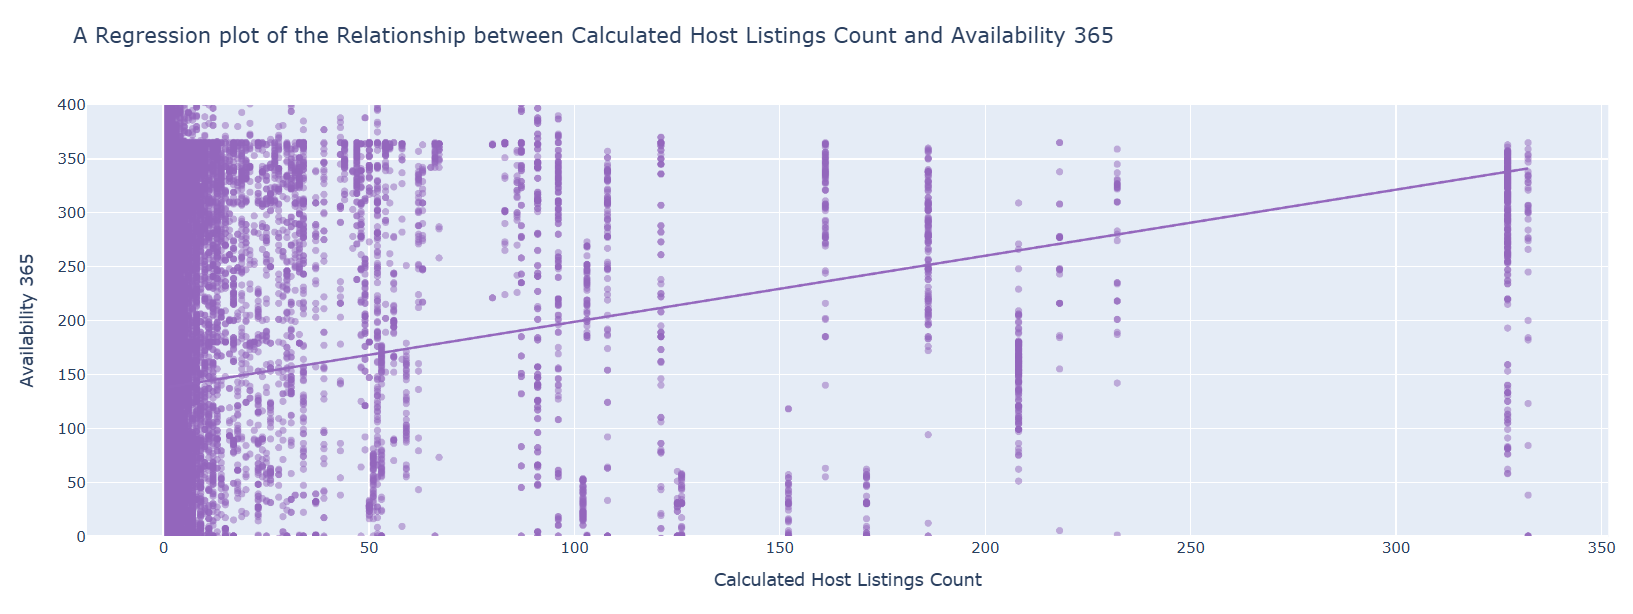 A Regression plot of the Relationship between Calculated Host Listings Count and Availability 365
400
350
300
250
200
150
100
50
0
Availability 365
0 50 100 150 200 250 300 350
Calculated Host Listings Count